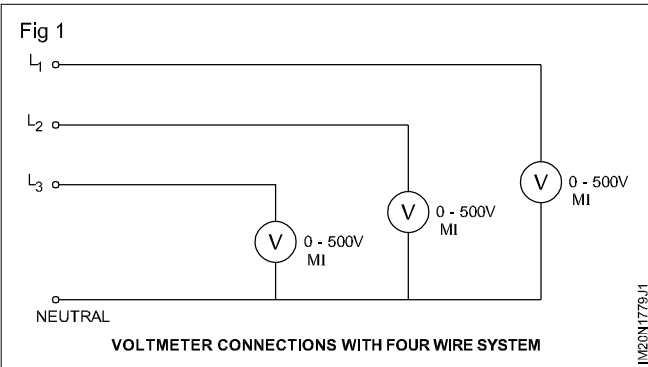 Fig 1
L1
L2
L3
V 0 - 500V
MI
V 0 - 500V
MI
V 0 - 500V
MI
NEUTRAL
VOLTMETER CONNECTIONS WITH FOUR WIRE SYSTEM
IM20N1779J1